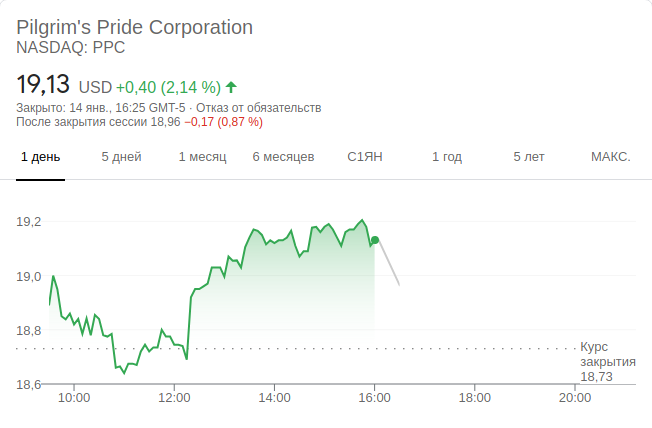 Pilgrim's Pride Corporation
NASDAQ: PPC
19,13 USD +0,40 (2,14 %)
Закрыто: 14 янв., 16:25 GMT-5 · Отказ от обязательств
После закрытия сессии 18,96 −0,17 (0,87 %)
1 день 5 дней 1 месяц 6 месяцев С1ЯН 1 год 5 лет МАКС.
19,2
19,0
18,8
Курс
закрытия
18,73
18,6
10:00 12:00 14:00 16:00 18:00 20:00